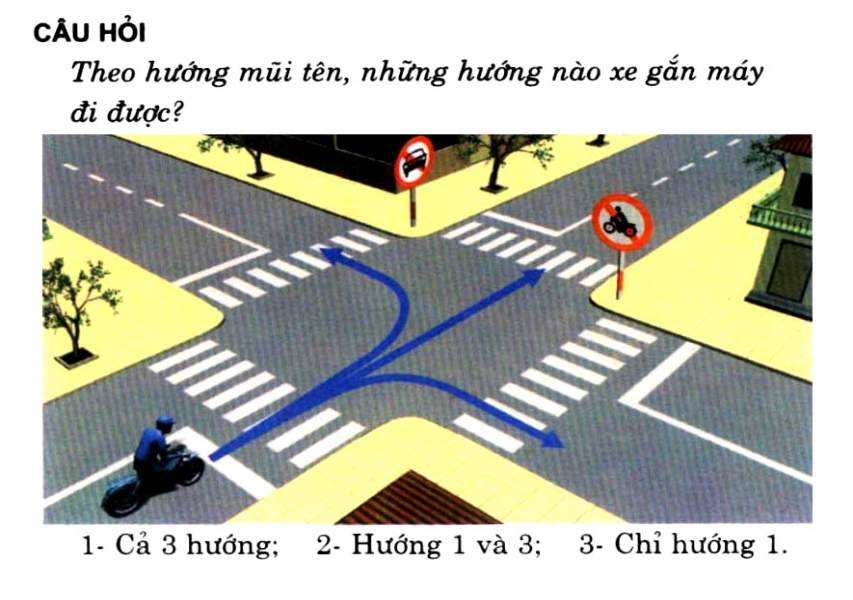 CÂU HỎI
Theo hướng mũi tên, những hướng nào xe gắn máy
đi được?
1- Cả 3 hướng; 2- Hướng 1 và 3; 3- Chỉ hướng 1.